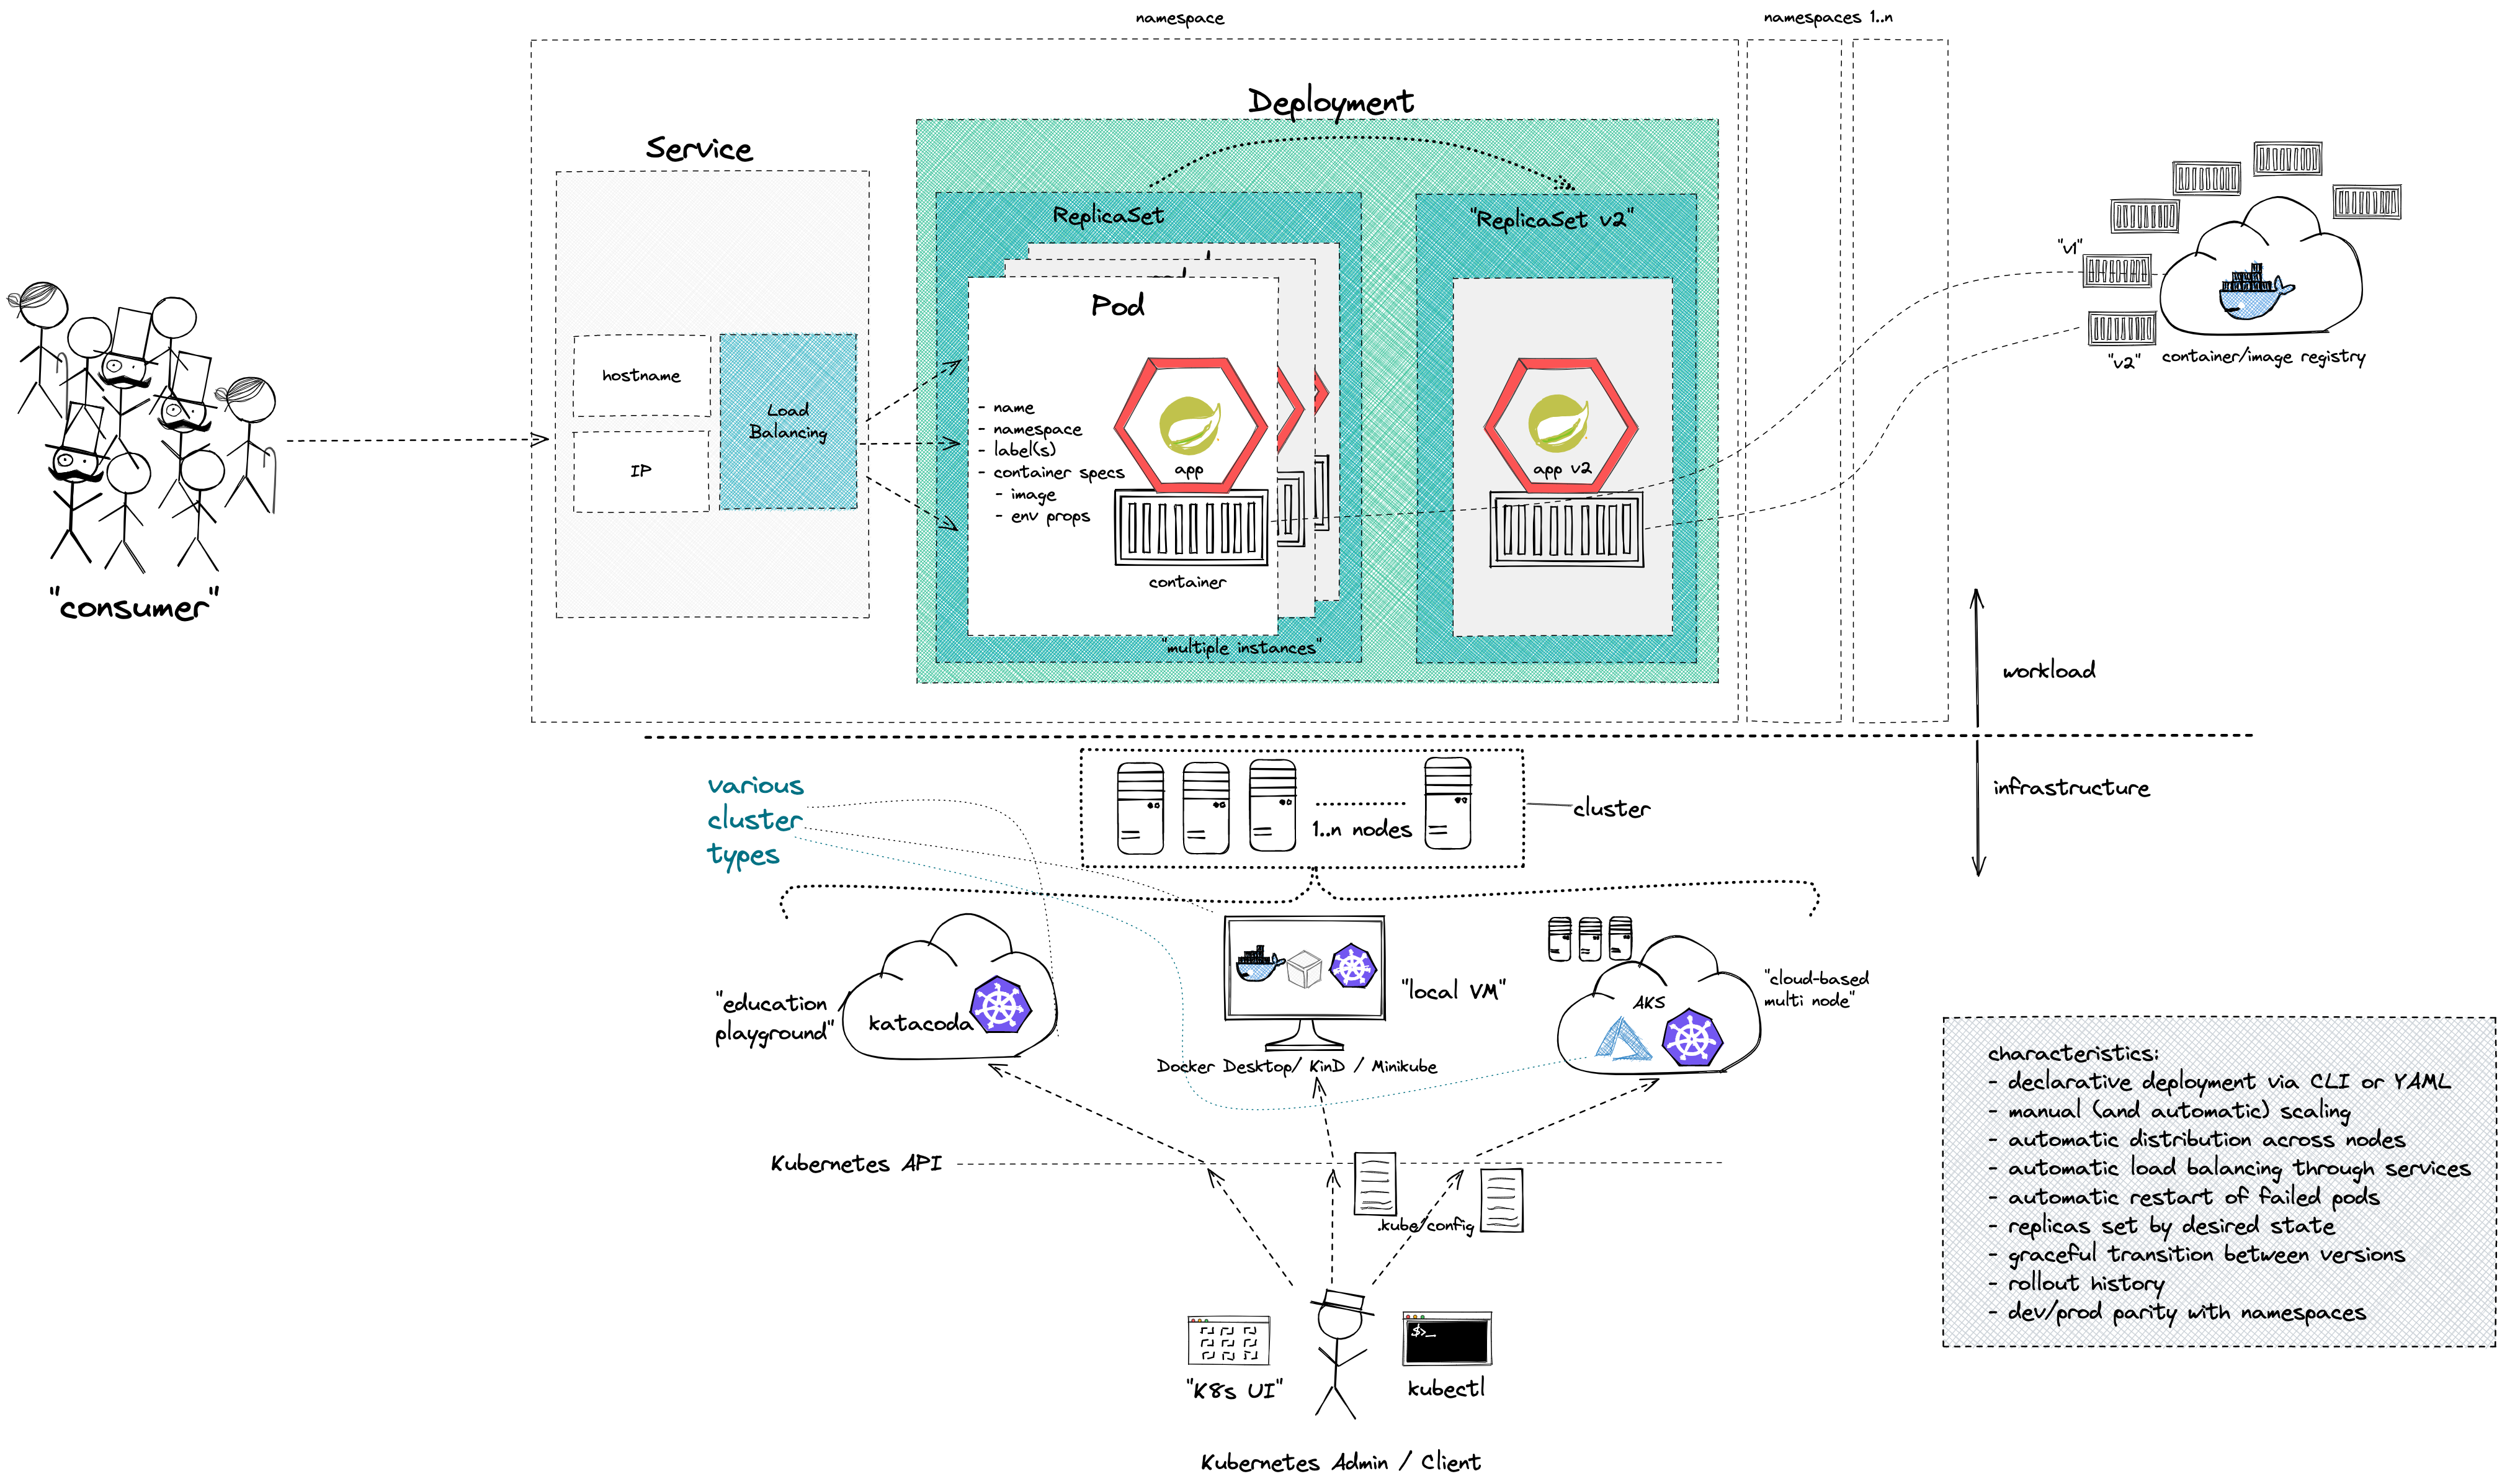 namespace
namespaces 1..n
Deployment
Service
ReplicaSet
"ReplicaSet v2"
Pod
hostname
IP
Load
Balancing
- name
- namespace
- label(s)
- container specs
- image
- env props
app
container
"multiple instances"
app v2
"v1"
"v2"
container/image registry
"consumer"
workload
infrastructure
various
cluster
types
1..n nodes
cluster
"education
playground"
katacoda
"local VM"
Docker Desktop/ KinD / Minikube
AKS
"cloud-based
multi node"
Kubernetes API
.kube/config
"K8s UI"
$>_
kubectl
Kubernetes Admin / Client
characteristics:
- declarative deployment via CLI or YAML
- manual (and automatic) scaling
- automatic distribution across nodes
- automatic load balancing through services
- automatic restart of failed pods
- replicas set by desired state
- graceful transition between versions
- rollout history
- dev/prod parity with namespaces